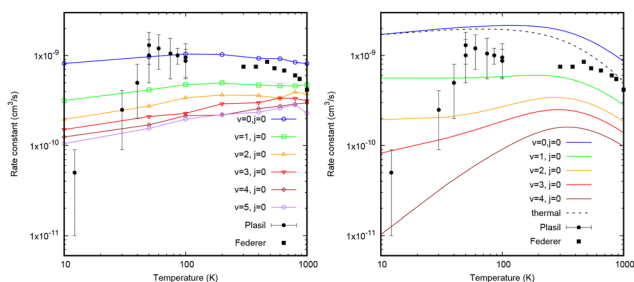 1x10-9
1x10-10
1x10-11
Rate constant (cm3/s)
v=0,j=0
v=1, j=0
v=2, j=0
v=3, j=0
v=4, j=0
v=5, j=0
Plasil
Federer
10
100
1000
Temperature (K)
1x10-9
1x10-10
1x10-11
Rate constant (cm3/s)
v=0,j=0
v=1, j=0
v=2, j=0
v=3, j=0
v=4, j=0
thermal
Plasil
Federer
10
100
1000
Temperature (K)